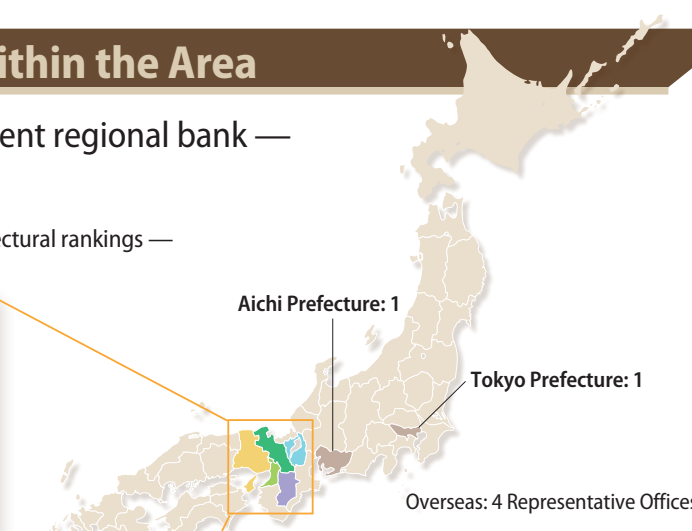 ithin the Area
ent regional bank —
ectural rankings —
Aichi Prefecture: 1
Tokyo Prefecture: 1
Overseas: 4 Representative Offices